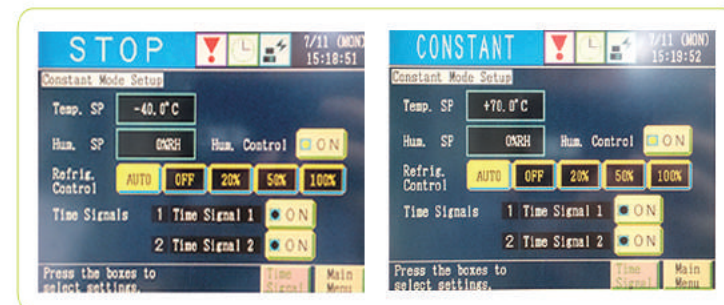 STOP
7/11 (MON)
15:18:51
Constant Mode Setup
Temp. SP -40.0°C
Hum. SP 0%RH Hum. Control ON
Refrig. Control AUTO OFF 20% 50% 100%
Time Signals 1 Time Signal 1 ON
2 Time Signal 2 ON
Press the boxes to
select settings.
Time Signal
Main Menu
CONSTANT
7/11 (MON)
15:19:52
Constant Mode Setup
Temp. SP +70.0°C
Hum. SP 0%RH Hum. Control ON
Refrig. Control AUTO OFF 20% 50% 100%
Time Signals 1 Time Signal 1 ON
2 Time Signal 2 ON
Press the boxes to
select settings.
Time Signal
Main Menu